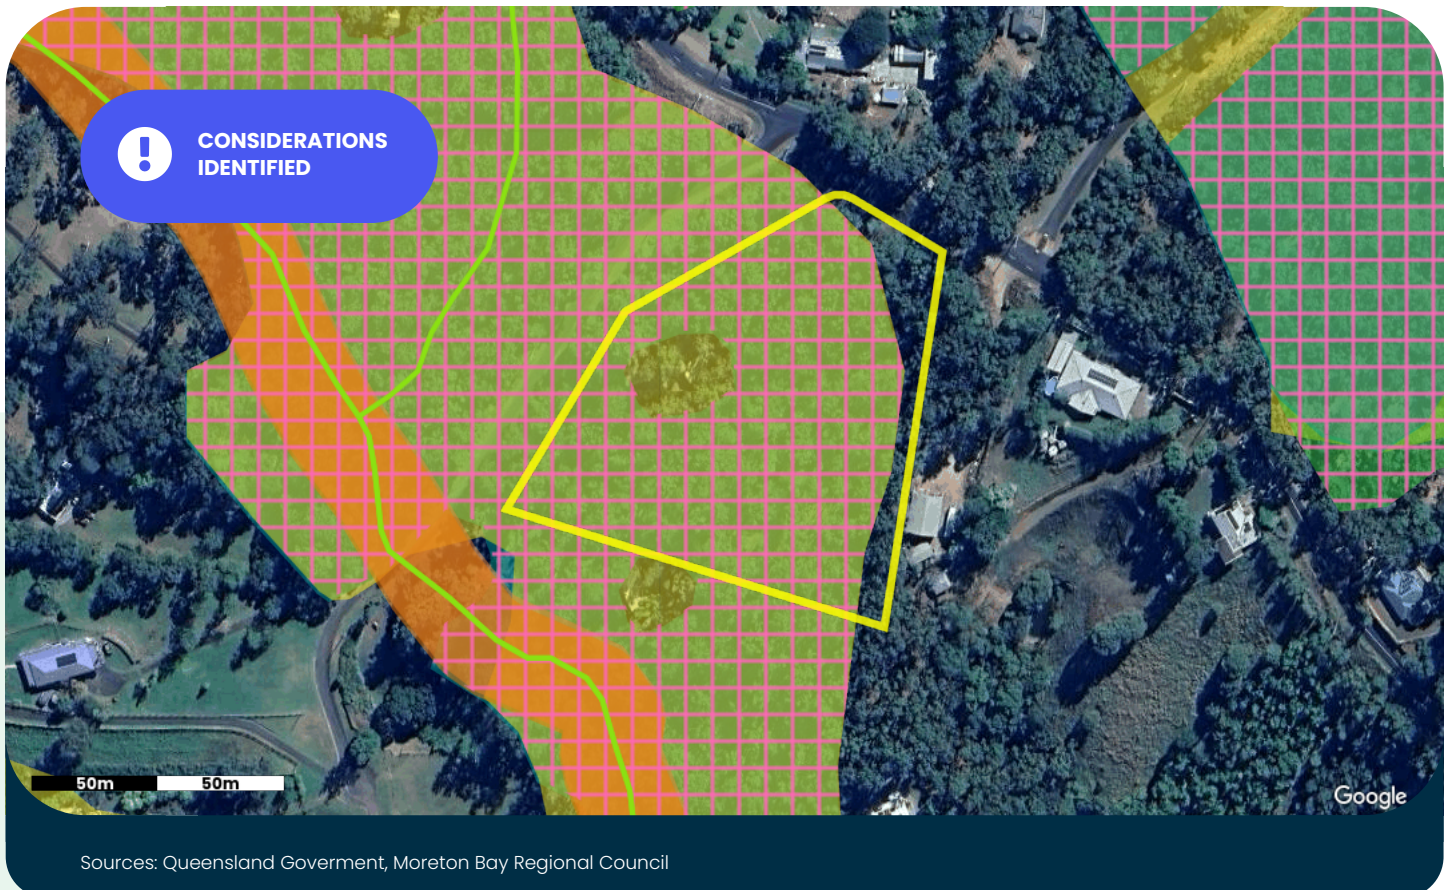 CONSIDERATIONS
IDENTIFIED
50m 50m
Google
Sources: Queensland Goverment, Moreton Bay Regional Council